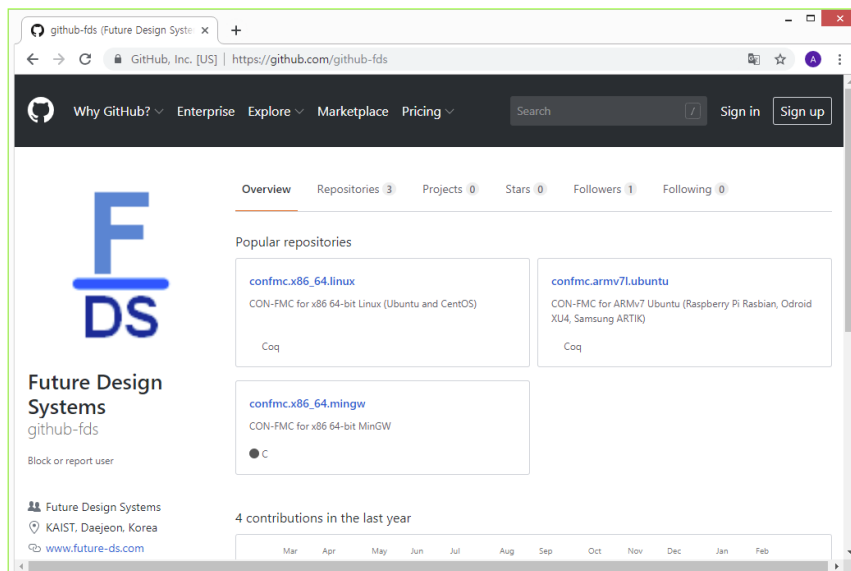 github-fds (Future Design Syste
GitHub, Inc. [US] | https://github.com/github-fds
A
Why GitHub? Enterprise Explore Marketplace Pricing Search / Sign in Sign up
Overview Repositories 3 Projects 0 Stars 0 Followers 1 Following 0
Popular repositories
confmc.x86_64.linux
CON-FMC for x86 64-bit Linux (Ubuntu and CentOS)
Coq
confmc.armv7l.ubuntu
CON-FMC for ARMv7 Ubuntu (Raspberry Pi Rasbian, Odroid
XU4, Samsung ARTIK)
Coq
confmc.x86_64.mingw
CON-FMC for x86 64-bit MinGW
C
F
DS
Future Design
Systems
github-fds
Block or report user
Future Design Systems
KAIST, Daejeon, Korea
www.future-ds.com
4 contributions in the last year
Mar Apr May Jun Jul Aug Sep Oct Nov Dec Jan Feb